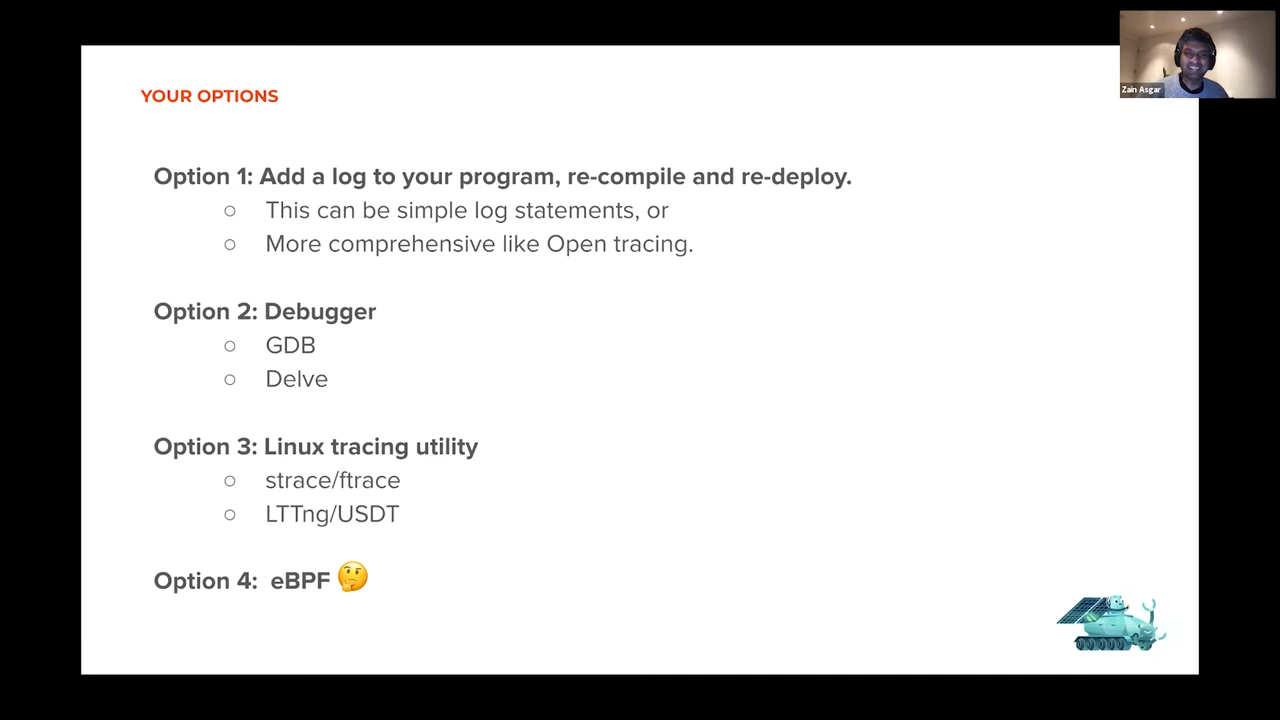 YOUR OPTIONS
Zain Asgar
Option 1: Add a log to your program, re-compile and re-deploy.
○ This can be simple log statements, or
○ More comprehensive like Open tracing.
Option 2: Debugger
○ GDB
○ Delve
Option 3: Linux tracing utility
○ strace/ftrace
○ LTTng/USDT
Option 4: eBPF 🤔